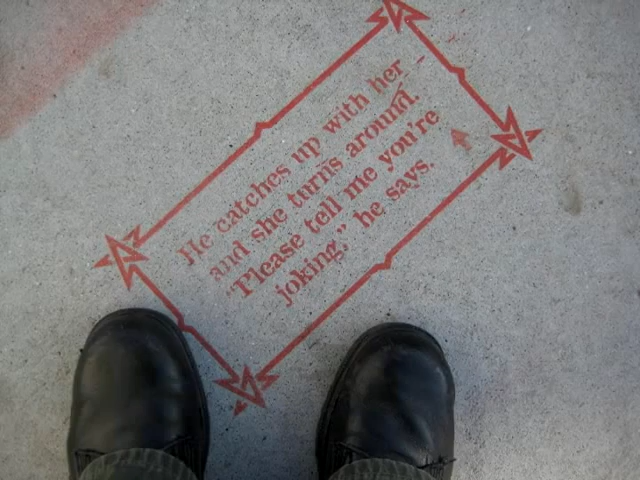 He catches up with her
and she turns around.
"Please tell me you're
joking," he says.